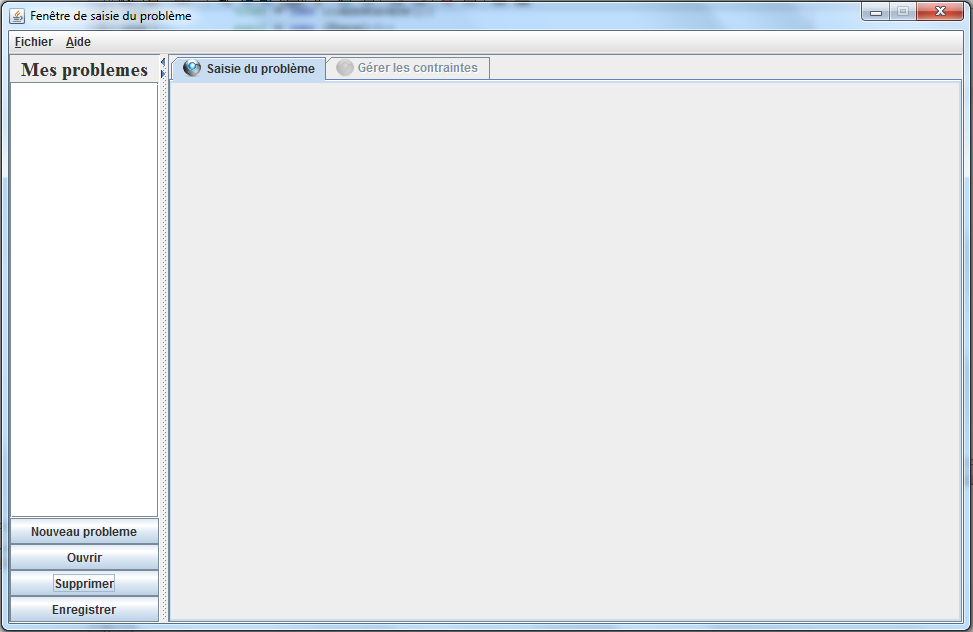 Fenêtre de saisie du problème
Fichier Aide
Mes problemes
Saisie du problème Gérer les contraintes
Nouveau probleme
Ouvrir
Supprimer
Enregistrer